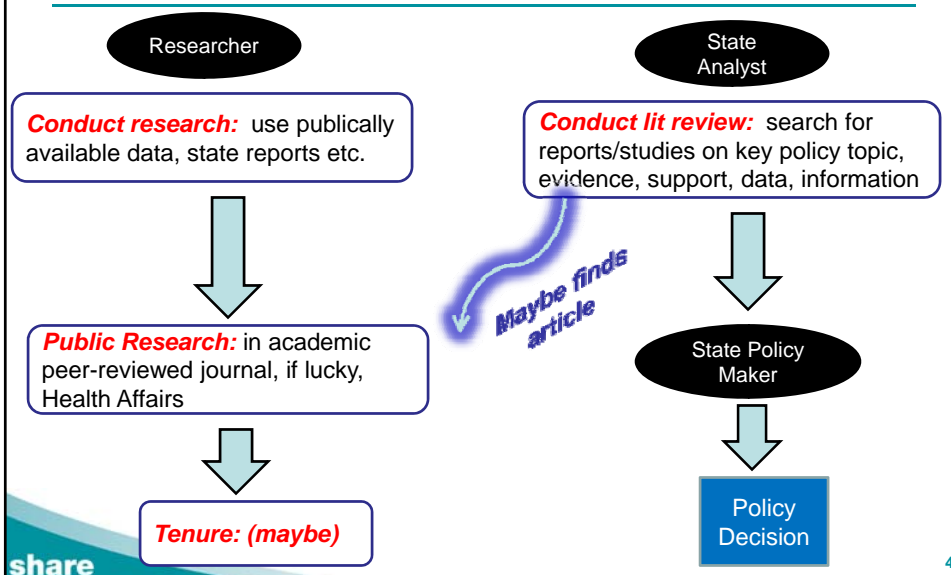 Researcher
Conduct research: use publically
available data, state reports etc.
Public Research: in academic
peer-reviewed journal, if lucky,
Health Affairs
Tenure: (maybe)
State
Analyst
Conduct lit review: search for
reports/studies on key policy topic,
evidence, support, data, information
Maybe finds
article
State Policy
Maker
Policy
Decision
share
4